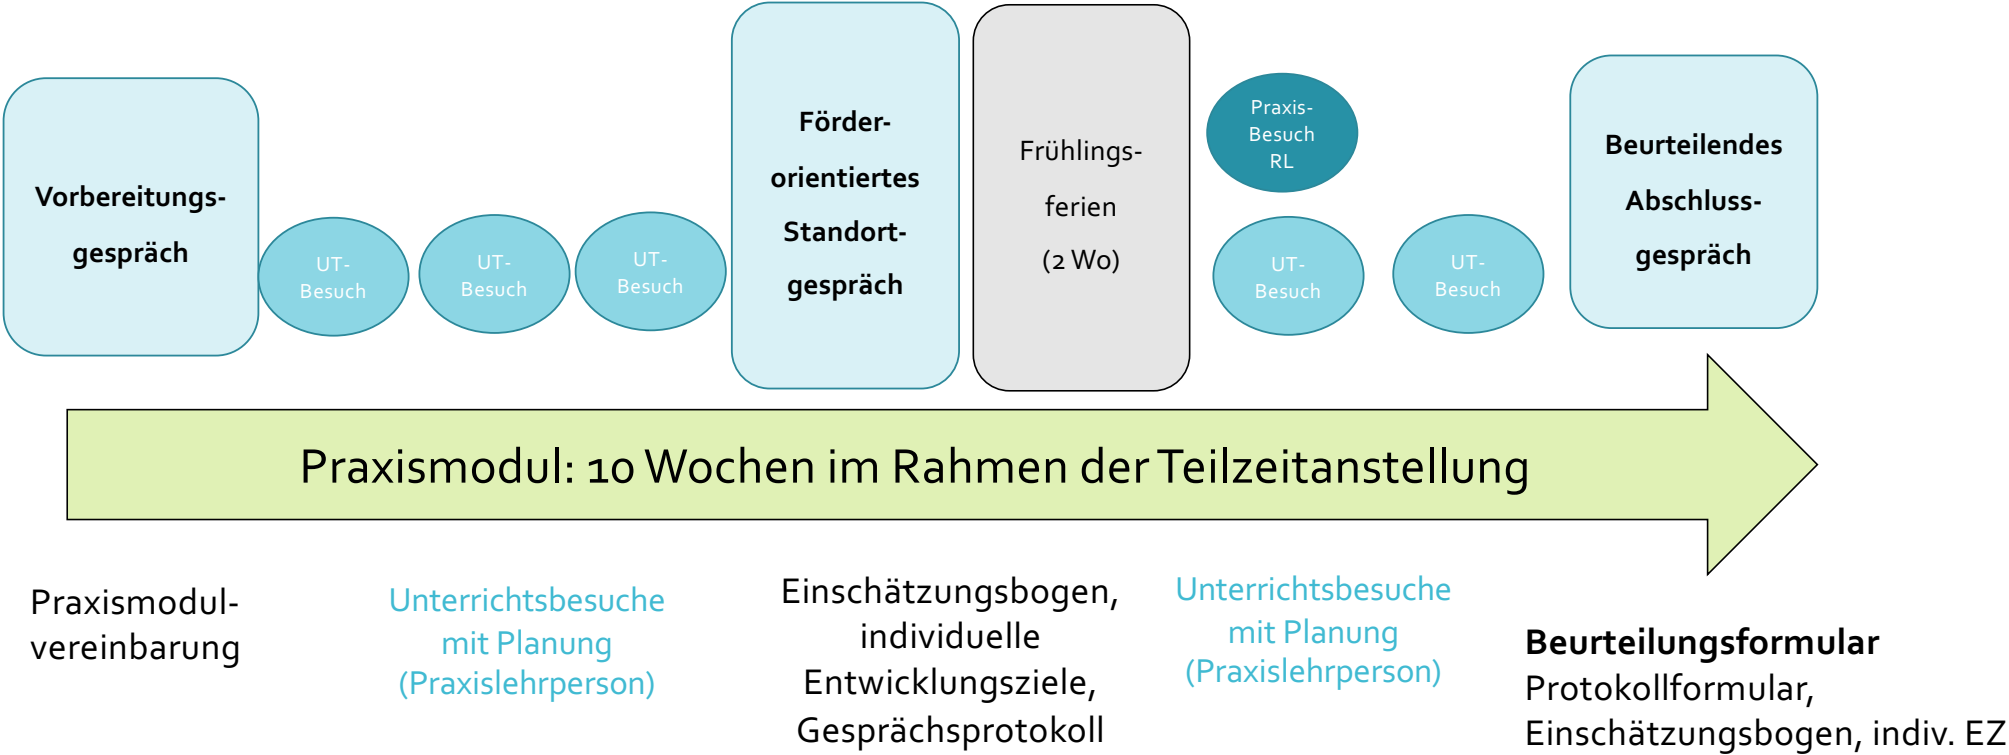 Vorbereitungs-
gespräch
UT-
Besuch
UT-
Besuch
UT-
Besuch
Förder-
orientiertes
Standort-
gespräch
Frühlings-
ferien
(2 Wo)
Praxis-
Besuch
RL
UT-
Besuch
UT-
Besuch
Beurteilendes
Abschluss-
gespräch
Praxismodul: 10 Wochen im Rahmen der Teilzeitanstellung
Praxismodul-
vereinbarung
Unterrichtsbesuche
mit Planung
(Praxislehrperson)
Einschätzungsbogen,
individuelle
Entwicklungsziele,
Gesprächsprotokoll
Unterrichtsbesuche
mit Planung
(Praxislehrperson)
Beurteilungsformular
Protokollformular,
Einschätzungsbogen, indiv. EZ